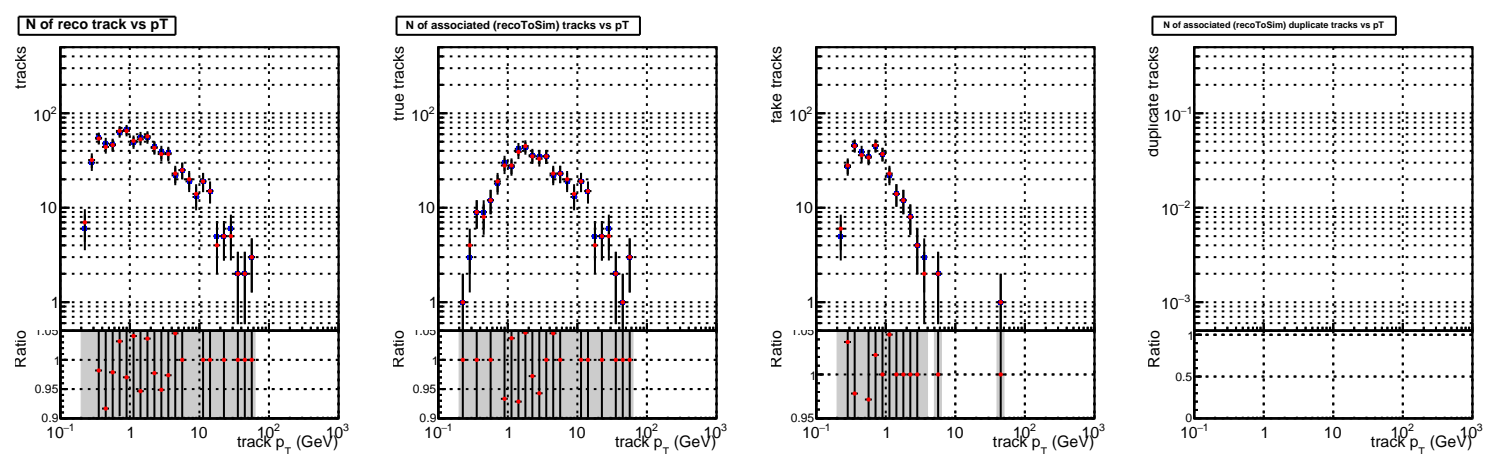 N of reco track vs pT
tracks
10²
10
1
Ratio
1.05
1
0.95
0.9
10⁻¹ 1 10 10² 10³
track p_T (GeV)
N of associated (recoToSim) tracks vs pT
true tracks
10²
10
1
Ratio
1.05
1
0.95
0.9
10⁻¹ 1 10 10² 10³
track p_T (GeV)
fake tracks
10²
10
1
Ratio
1.05
1
0.95
10⁻¹ 1 10 10² 10³
track p_T (GeV)
N of associated (recoToSim) duplicate tracks vs pT
duplicate tracks
10⁻¹
10⁻²
10⁻³
Ratio
1
0.5
0
10⁻¹ 1 10 10² 10³
track p_T (GeV)